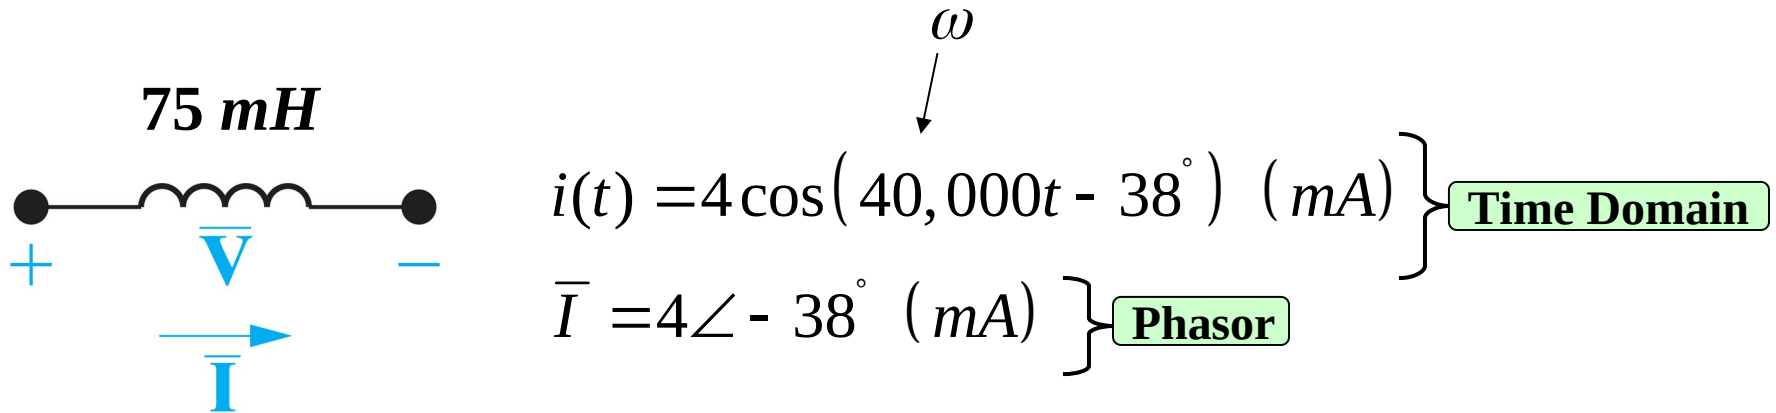 ω
75 mH
i(t) = 4 cos(40,000t - 38°) (mA)
Time Domain
+ V̅ −
I̅ = 4∠- 38° (mA)
Phasor
I̅